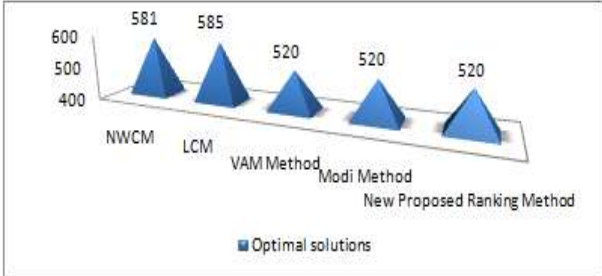 581
585
520
520
520
600
500
400
NWCM
LCM
VAM Method
Modi Method
New Proposed Ranking Method
Optimal solutions